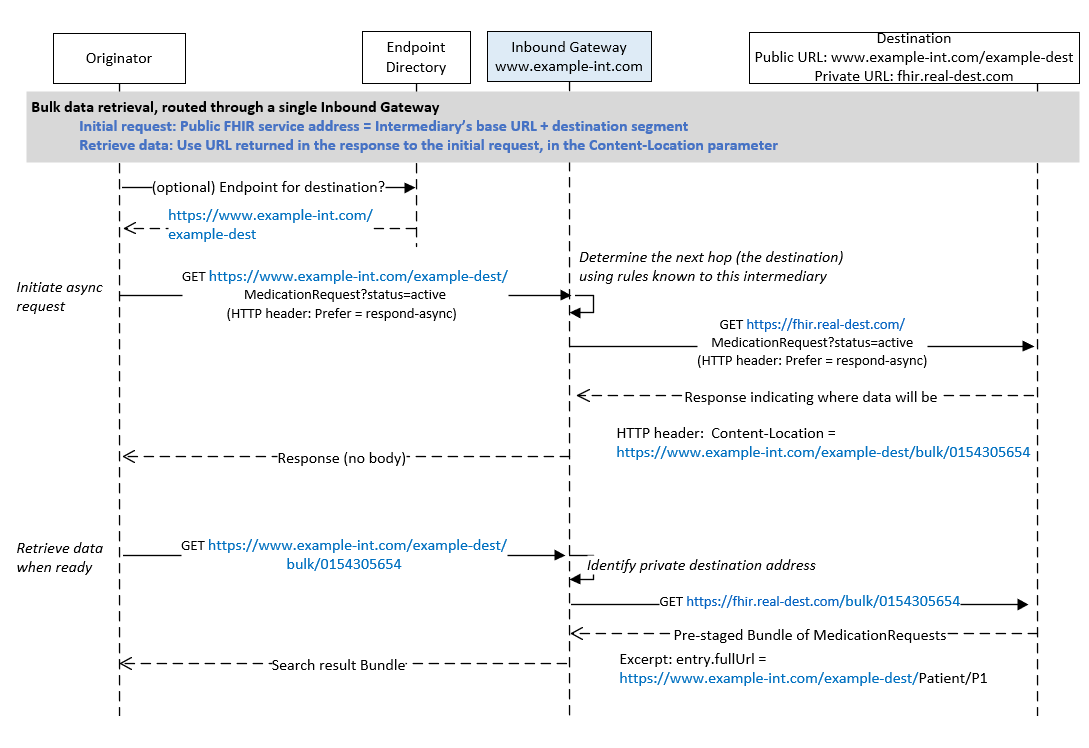 Originator
Endpoint
Directory
Inbound Gateway
www.example-int.com
Destination
Public URL: www.example-int.com/example-dest
Private URL: fhir.real-dest.com
Bulk data retrieval, routed through a single Inbound Gateway
Initial request: Public FHIR service address = Intermediary's base URL + destination segment
Retrieve data: Use URL returned in the response to the initial request, in the Content-Location parameter
(optional) Endpoint for destination?
https://www.example-int.com/
example-dest
Initiate async
request
GET https://www.example-int.com/example-dest/
MedicationRequest?status=active
(HTTP header: Prefer = respond-async)
Determine the next hop (the destination)
using rules known to this intermediary
GET https://fhir.real-dest.com/
MedicationRequest?status=active
(HTTP header: Prefer = respond-async)
Response indicating where data will be
HTTP header:  Content-Location =
https://www.example-int.com/example-dest/bulk/0154305654
Response (no body)
Retrieve data
when ready
GET https://www.example-int.com/example-dest/
bulk/0154305654
Identify private destination address
GET https://fhir.real-dest.com/bulk/0154305654
Pre-staged Bundle of MedicationRequests
Search result Bundle
Excerpt: entry.fullUrl =
https://www.example-int.com/example-dest/Patient/P1